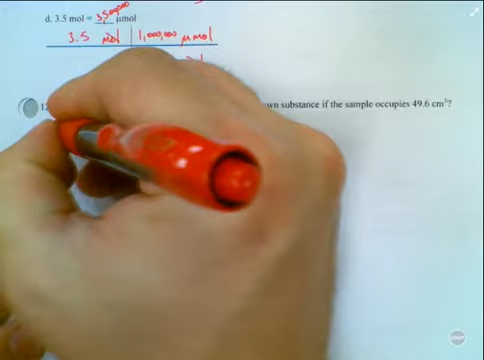 d. 3.5 mol = 3,500,000 μmol
3.5 mol | 1,000,000 μmol
wn substance if the sample occupies 49.6 cm³?